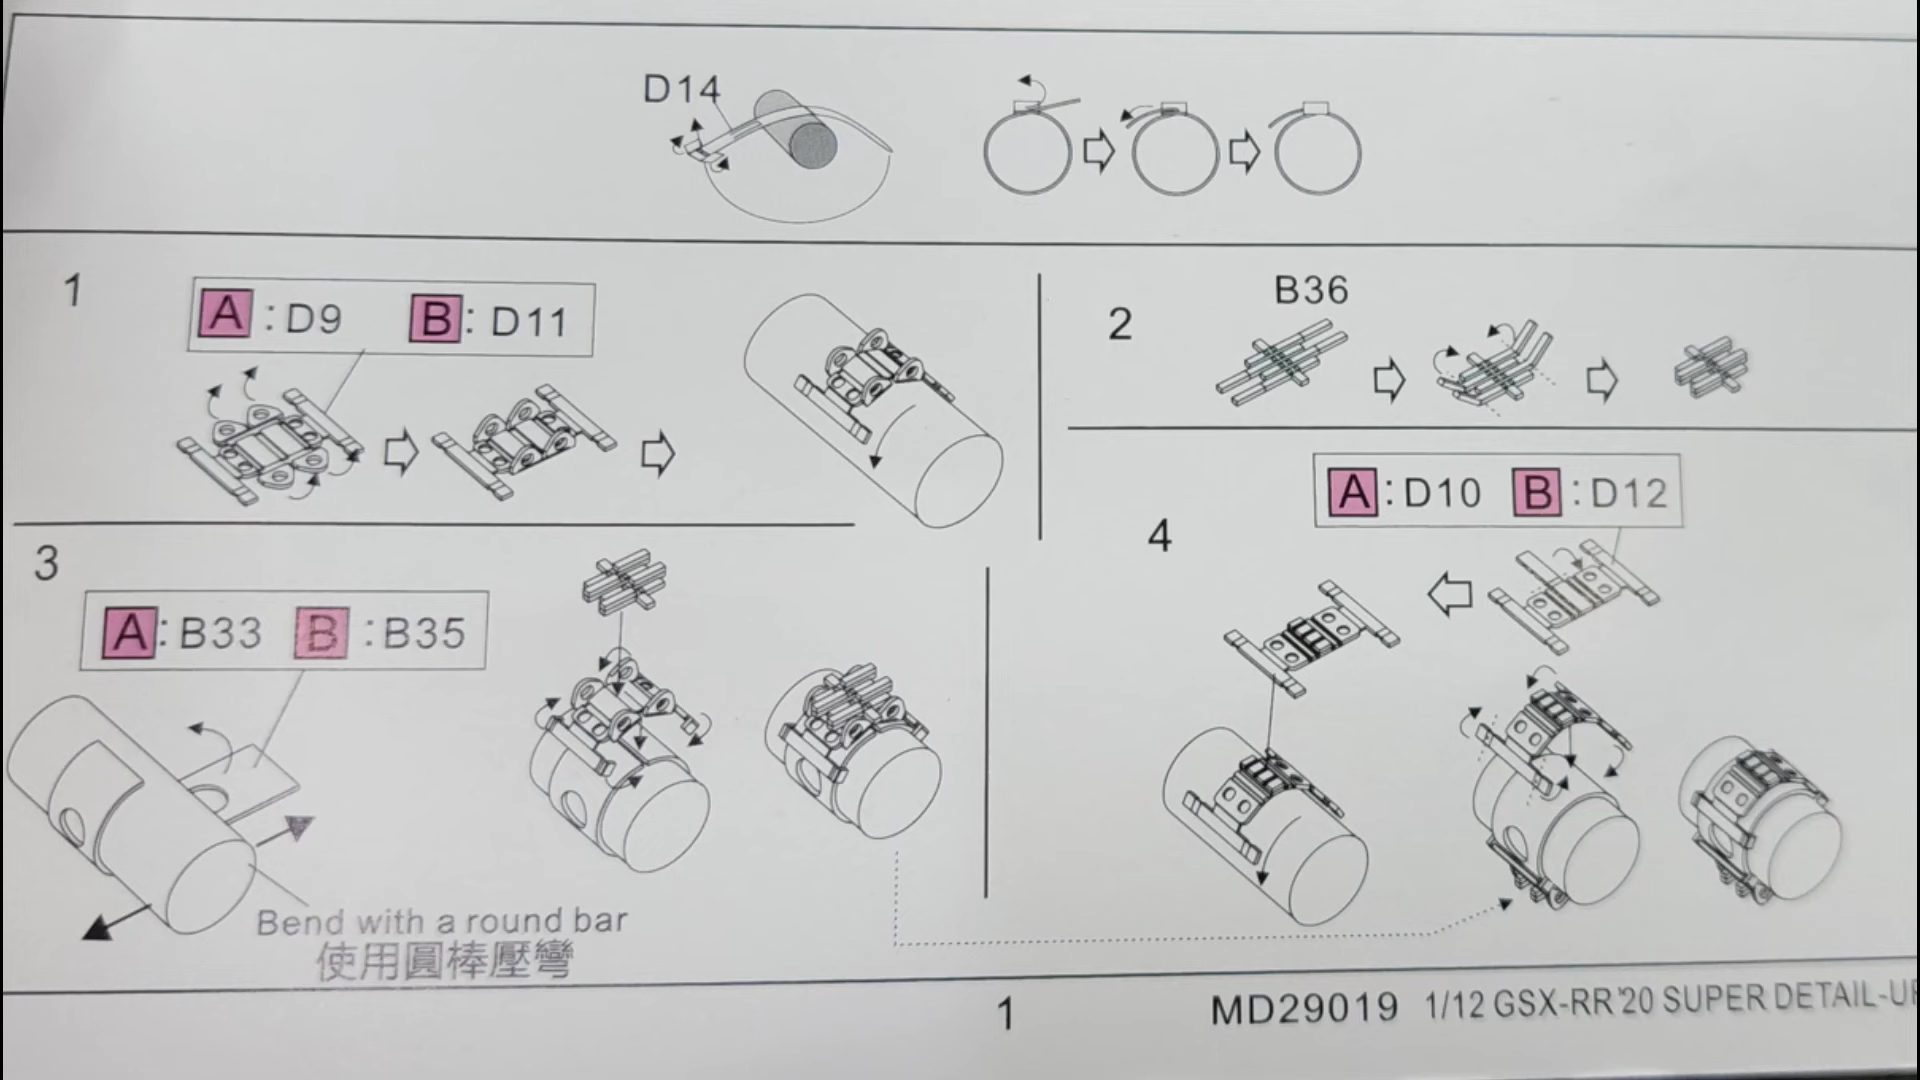 D14
1
A : D9 B : D11
2
B36
3
A : B33 B : B35
Bend with a round bar
使用圓棒壓彎
4
A : D10 B : D12
1
MD29019 1/12 GSX-RR'20 SUPER DETAIL-U